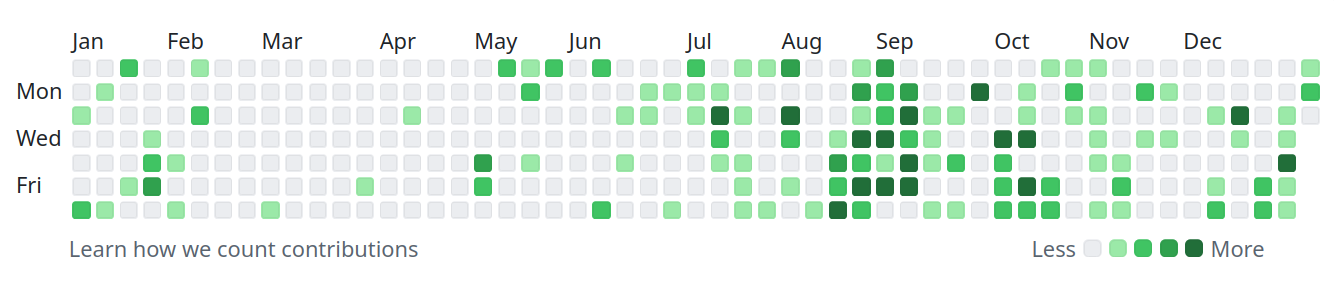 Jan Feb Mar Apr May Jun Jul Aug Sep Oct Nov Dec
Mon
Wed
Fri
Learn how we count contributions Less More